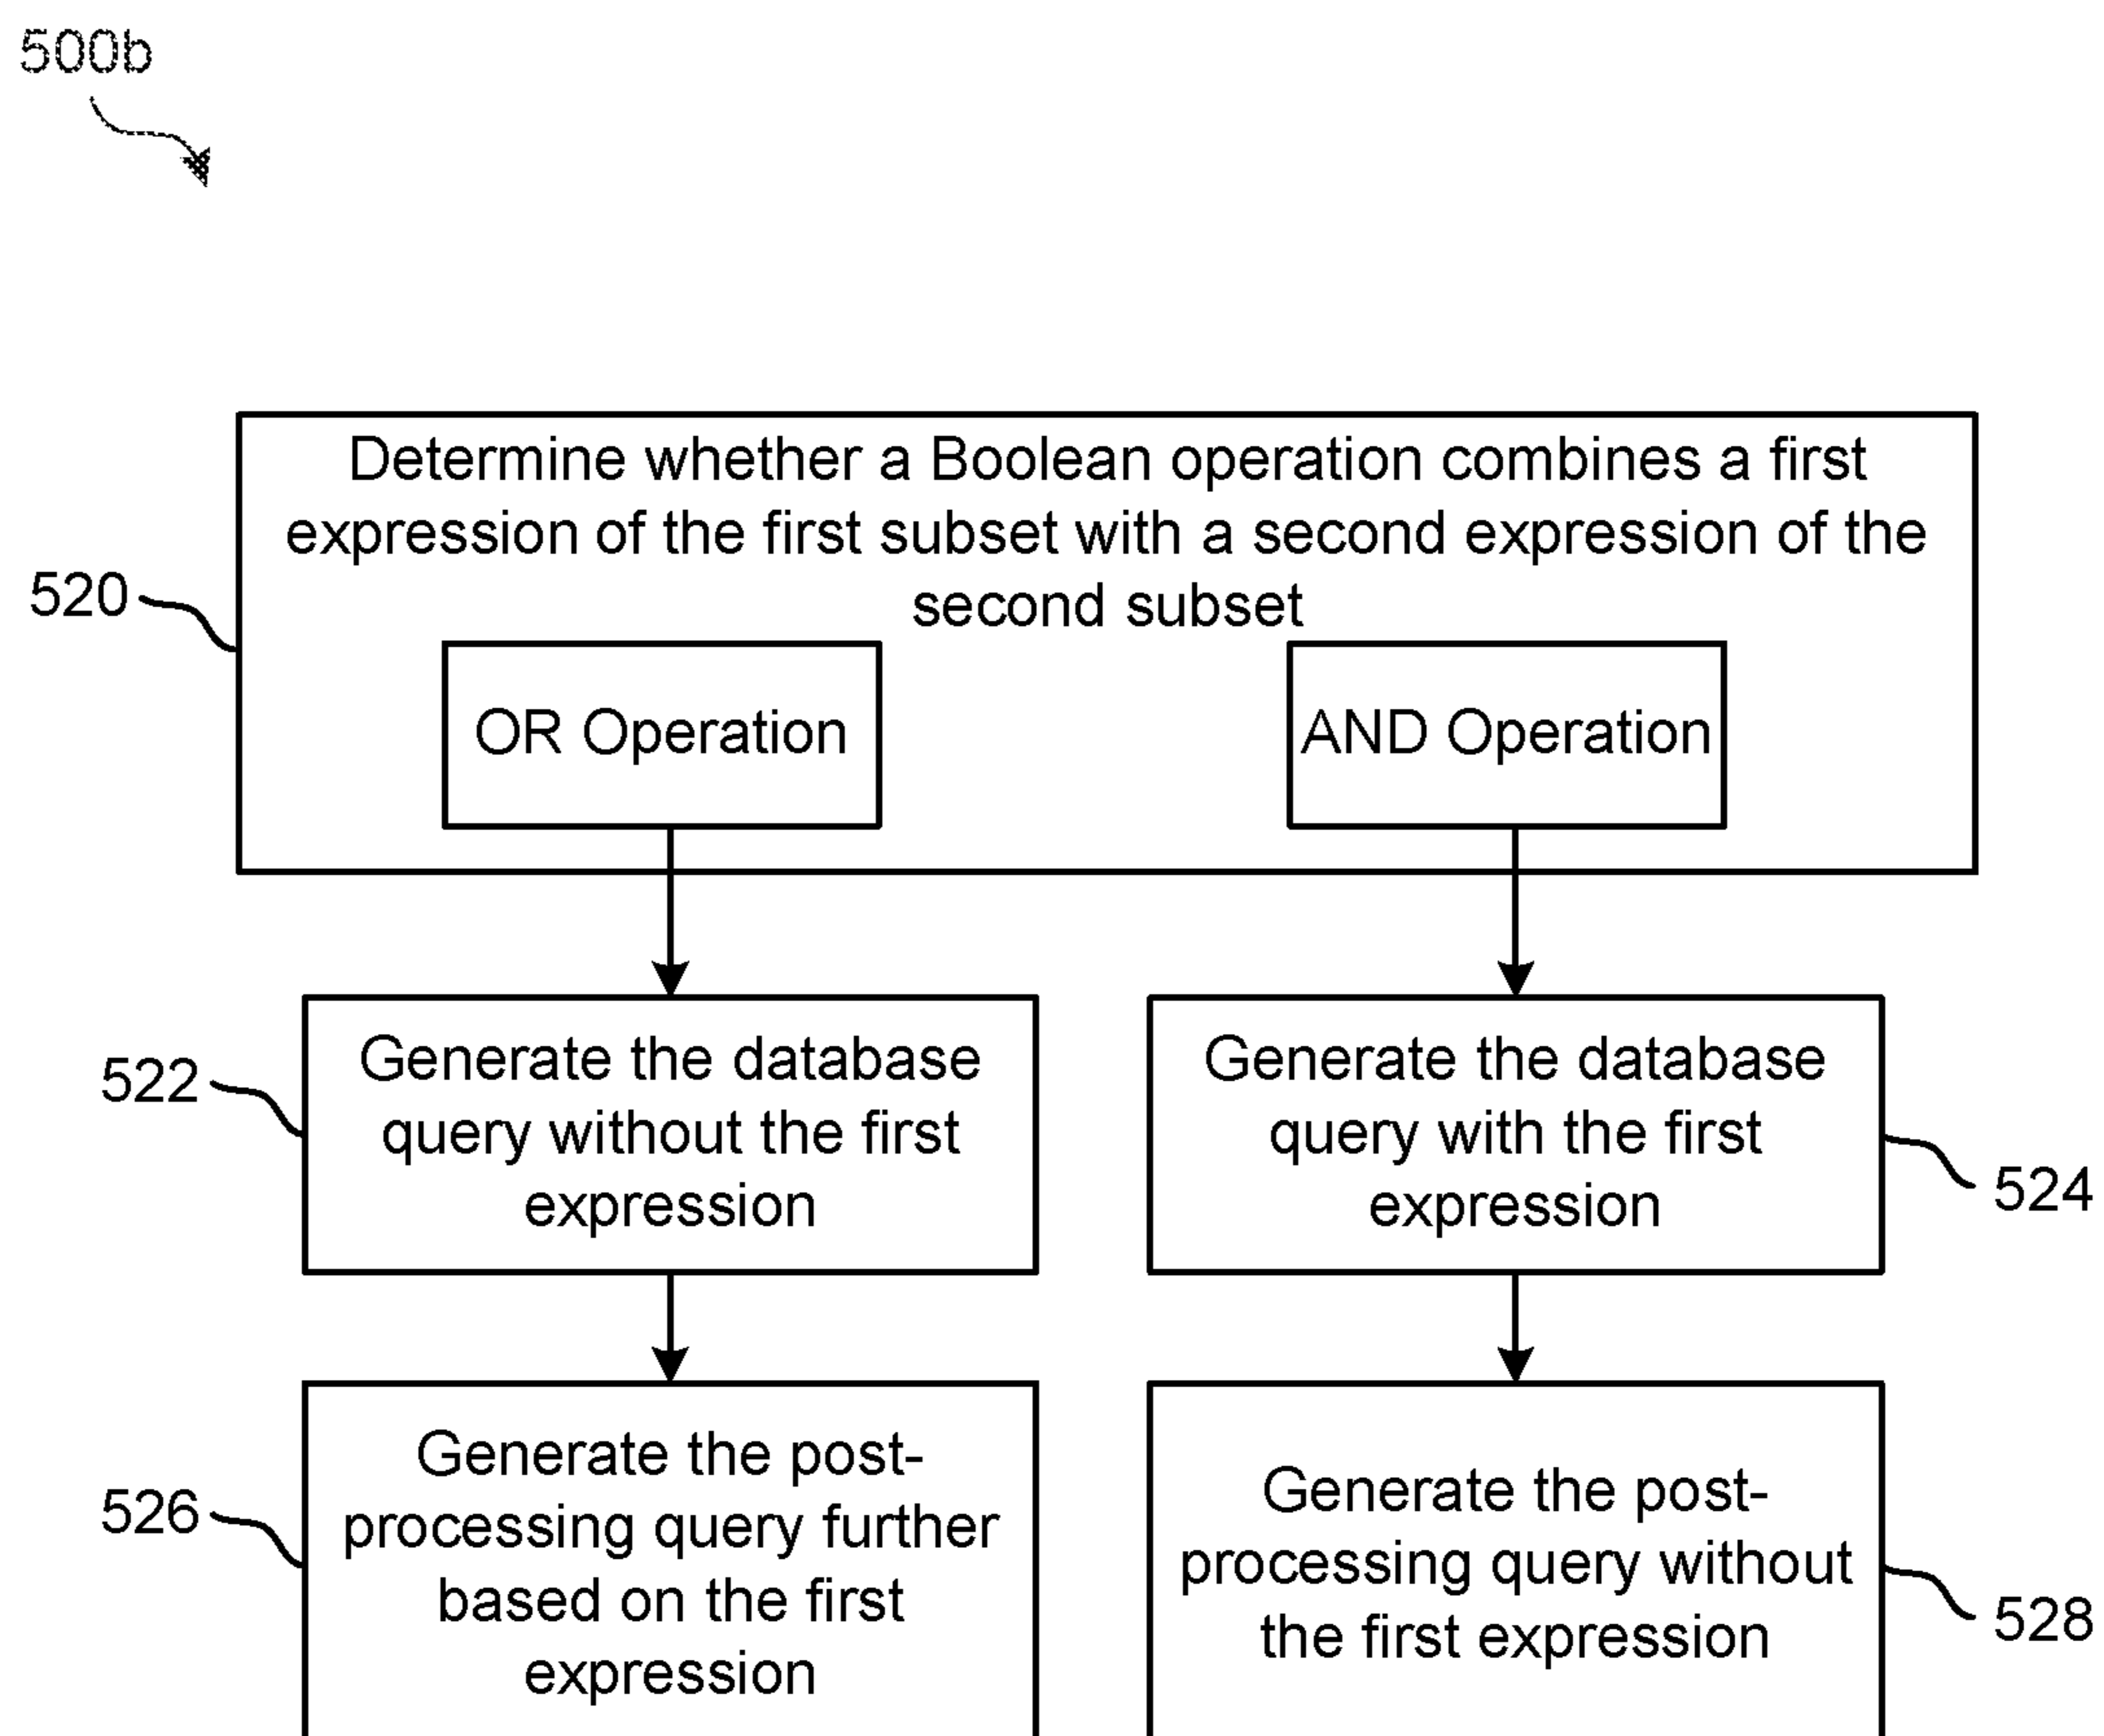 500b
Determine whether a Boolean operation combines a first
expression of the first subset with a second expression of the
second subset
520
OR Operation
AND Operation
522
Generate the database
query without the first
expression
Generate the database
query with the first
expression
524
526
Generate the post-
processing query further
based on the first
expression
Generate the post-
processing query without
the first expression
528